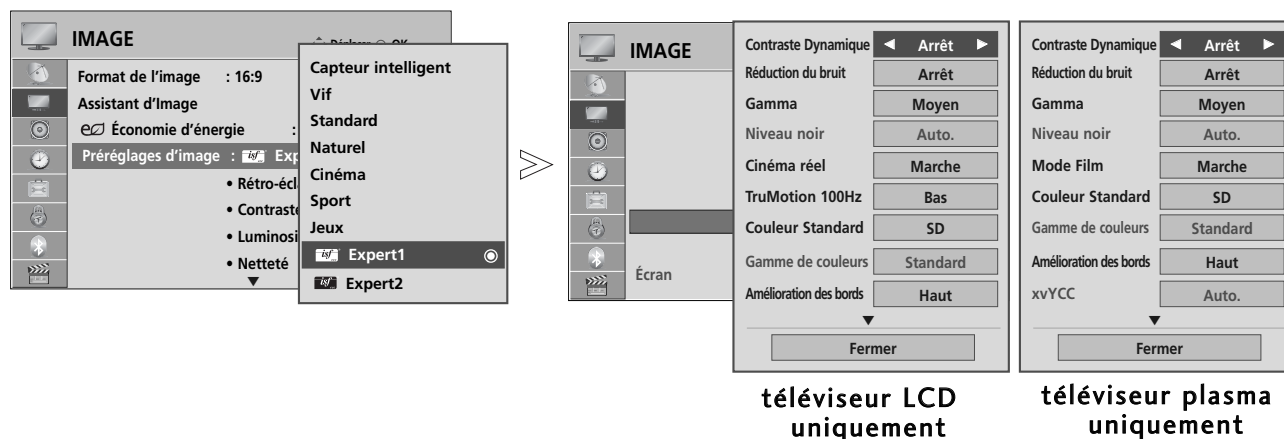 IMAGE
Déplace OK
Format de l'image : 16:9
Assistant d'Image
Économie d'énergie :
Préréglages d'image : isf Exp
• Rétro-écl
• Contraste
• Luminosi
• Netteté
▼
Capteur intelligent
Vif
Standard
Naturel
Cinéma
Sport
Jeux
isf Expert1
isf Expert2
IMAGE
Écran
Contraste Dynamique ◄ Arrêt ►
Réduction du bruit Arrêt
Gamma Moyen
Niveau noir Auto.
Cinéma réel Marche
TruMotion 100Hz Bas
Couleur Standard SD
Gamme de couleurs Standard
Amélioration des bords Haut
▼
Fermer
téléviseur LCD
uniquement
Contraste Dynamique ◄ Arrêt ►
Réduction du bruit Arrêt
Gamma Moyen
Niveau noir Auto.
Mode Film Marche
Couleur Standard SD
Gamme de couleurs Standard
Amélioration des bords Haut
xvYCC Auto.
▼
Fermer
téléviseur plasma
uniquement